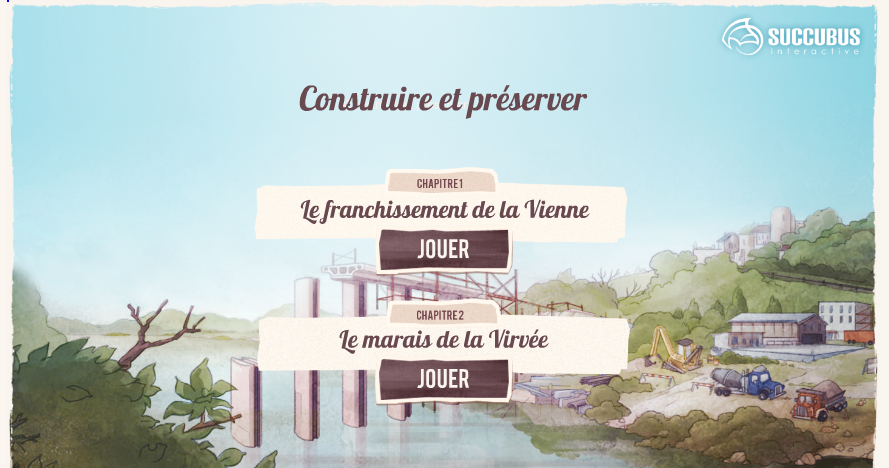 SUCCUBUS
interactive
Construire et préserver
CHAPITRE 1
Le franchissement de la Vienne
JOUER
CHAPITRE 2
Le marais de la Virvée
JOUER